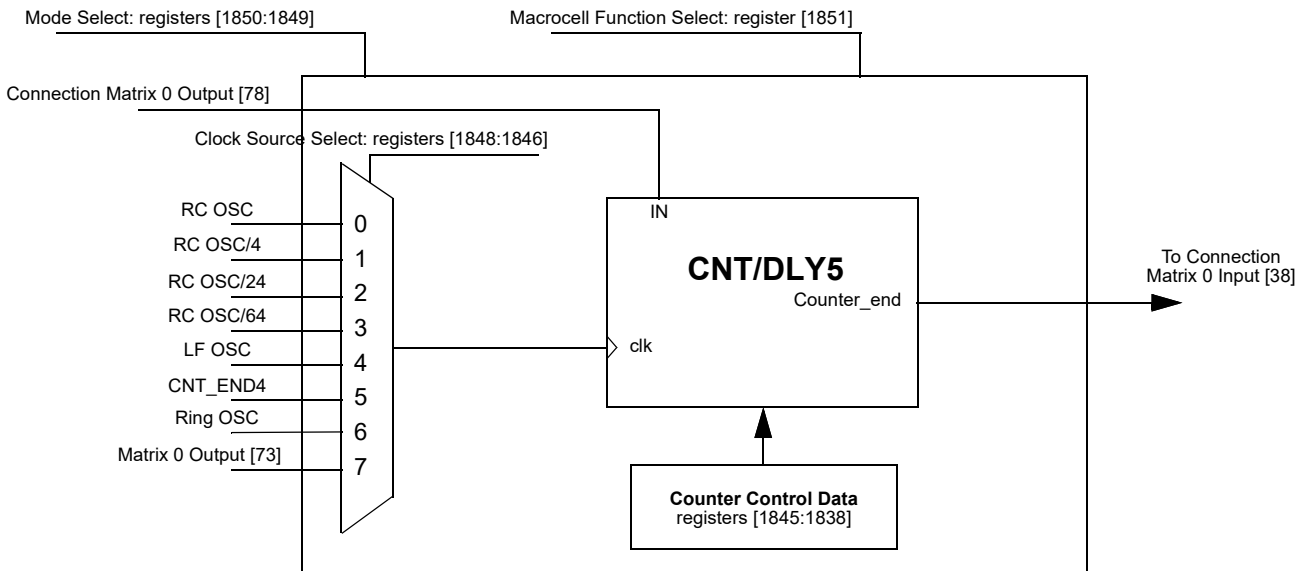 Mode Select: registers [1850:1849]
Macrocell Function Select: register [1851]
Connection Matrix 0 Output [78]
Clock Source Select: registers [1848:1846]
RC OSC
0
RC OSC/4
1
RC OSC/24
2
RC OSC/64
3
LF OSC
4
CNT_END4
5
Ring OSC
6
Matrix 0 Output [73]
7
IN
CNT/DLY5
Counter_end
clk
To Connection
Matrix 0 Input [38]
Counter Control Data
registers [1845:1838]